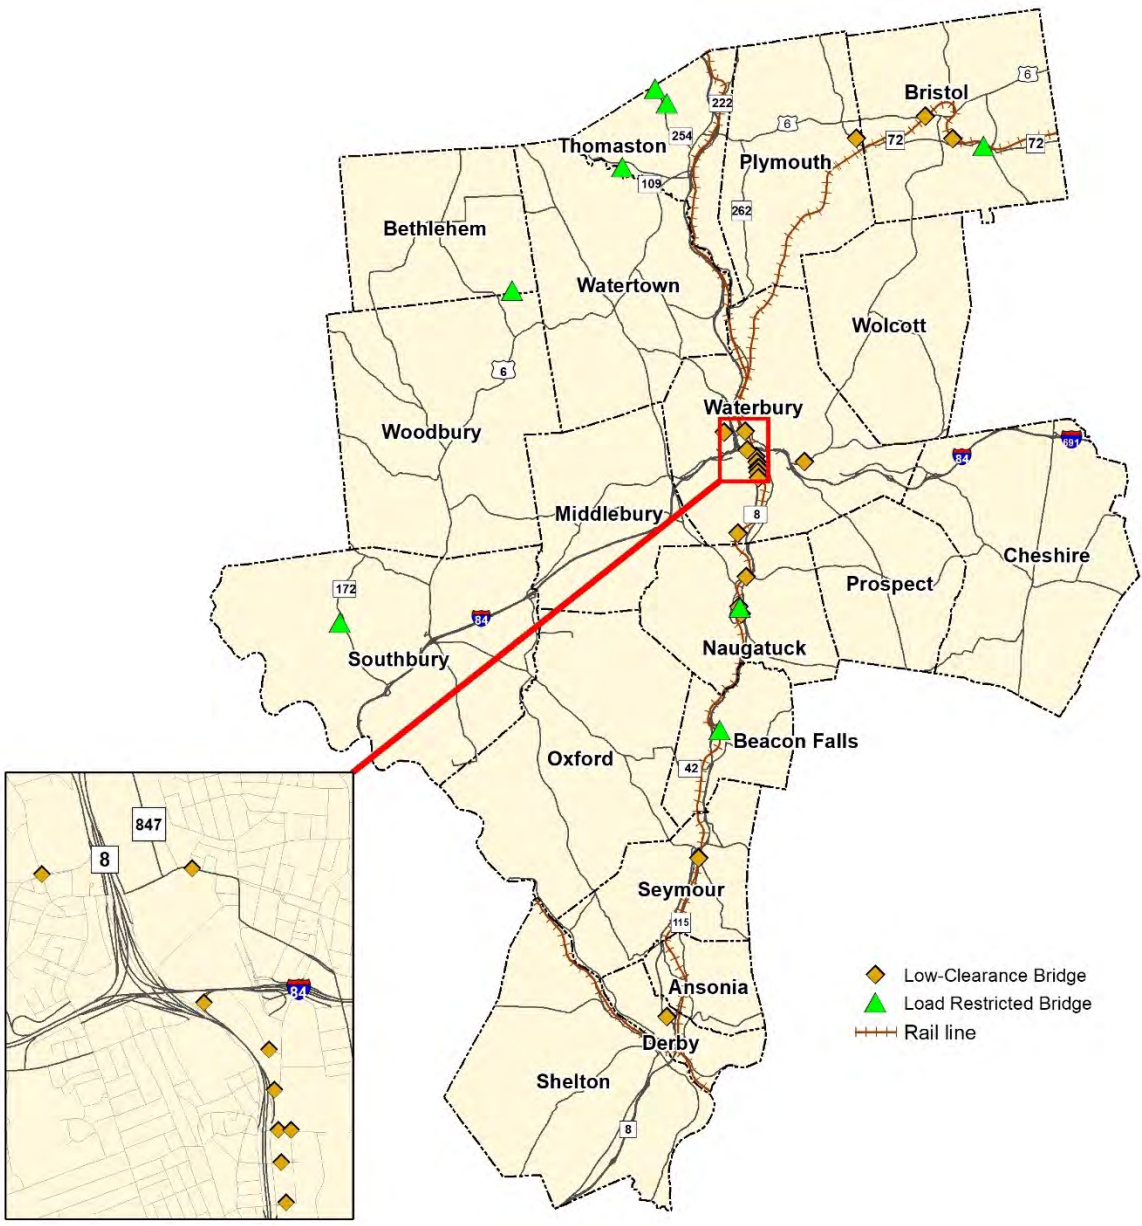 6
Bristol
222
6
254
Thomaston
72
72
Plymouth
109
262
Bethlehem
Watertown
Wolcott
6
Waterbury
Woodbury
691
84
8
Middlebury
Cheshire
Prospect
172
84
Naugatuck
Southbury
Beacon Falls
Oxford
42
847
8
Seymour
115
Low-Clearance Bridge
84
Ansonia
Load Restricted Bridge
Rail line
Derby
Shelton
8